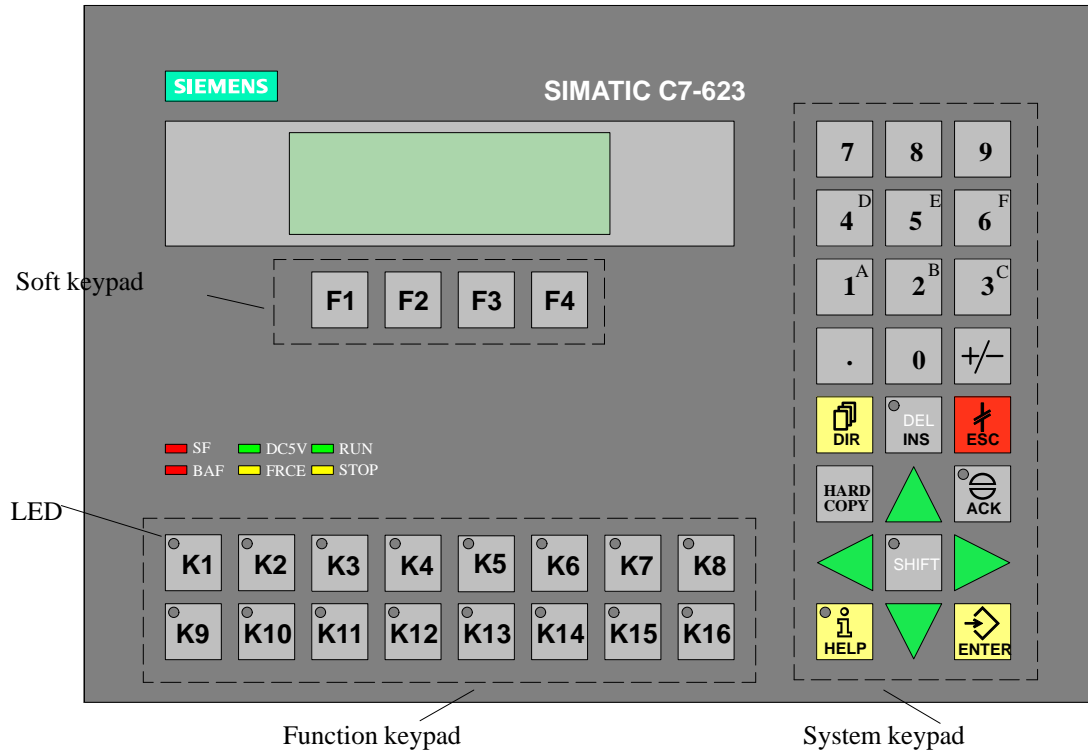 SIEMENS
SIMATIC C7-623
7 8 9
4 D 5 E 6 F
Soft keypad
F1 F2 F3 F4
1 A 2 B 3 C
. 0 +/−
DIR
DEL
INS
ESC
SF DC5V RUN
BAF FRCE STOP
HARD
COPY
ACK
LED
K1 K2 K3 K4 K5 K6 K7 K8
SHIFT
K9 K10 K11 K12 K13 K14 K15 K16
i
HELP
ENTER
Function keypad
System keypad